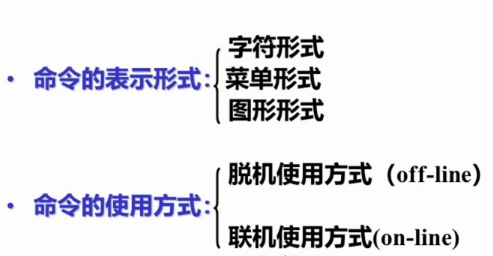 • 命令的表示形式:
字符形式
菜单形式
图形形式
• 命令的使用方式:
脱机使用方式（off-line）
联机使用方式(on-line)